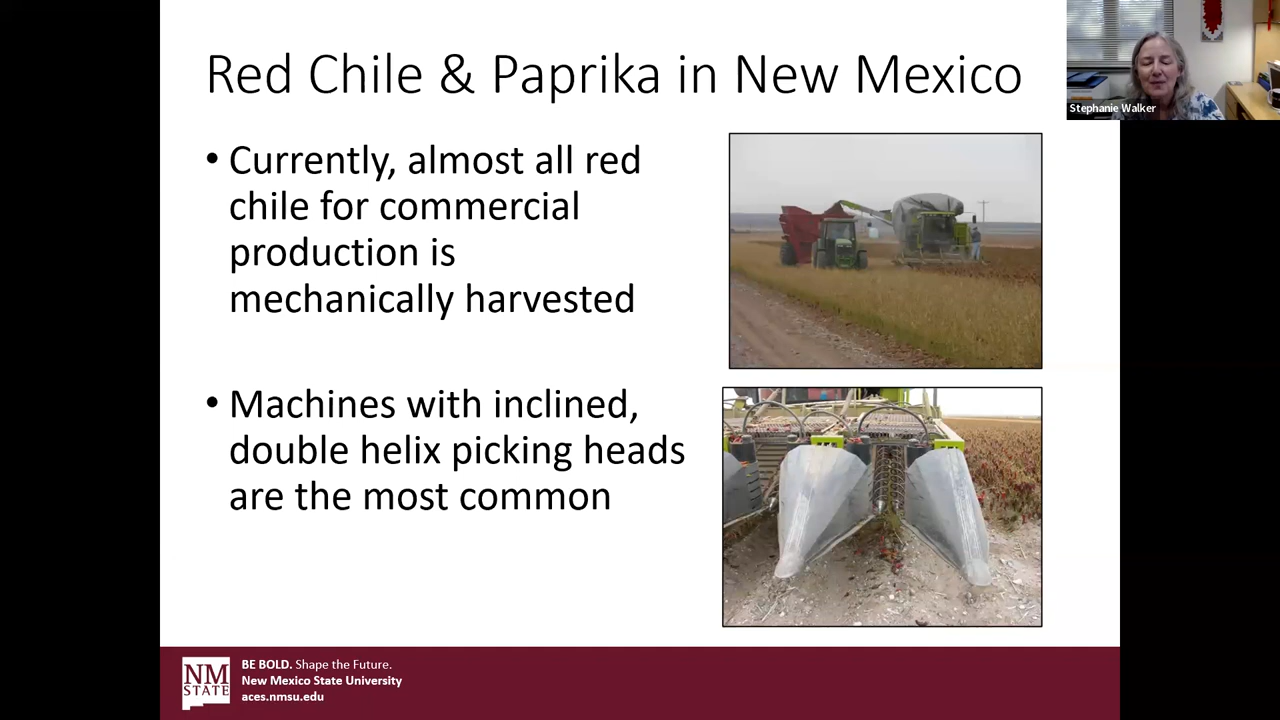 Red Chile & Paprika in New Mexico
Stephanie Walker
• Currently, almost all red
chile for commercial
production is
mechanically harvested
• Machines with inclined,
double helix picking heads
are the most common
NM
STATE
BE BOLD. Shape the Future.
New Mexico State University
aces.nmsu.edu